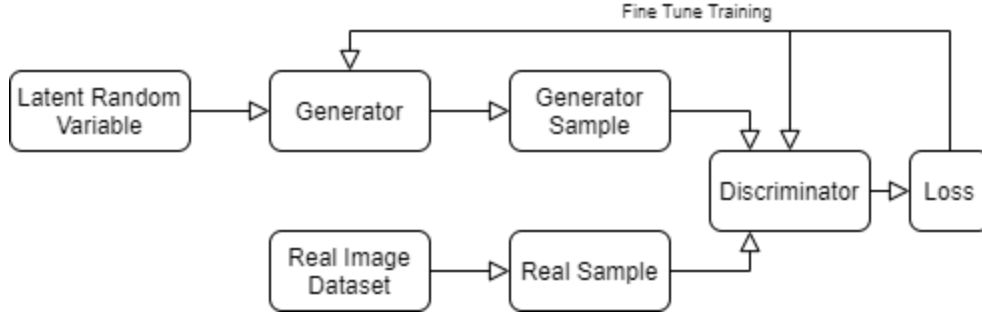 Fine Tune Training
Latent Random
Variable
Generator
Generator
Sample
Discriminator
Loss
Real Image
Dataset
Real Sample